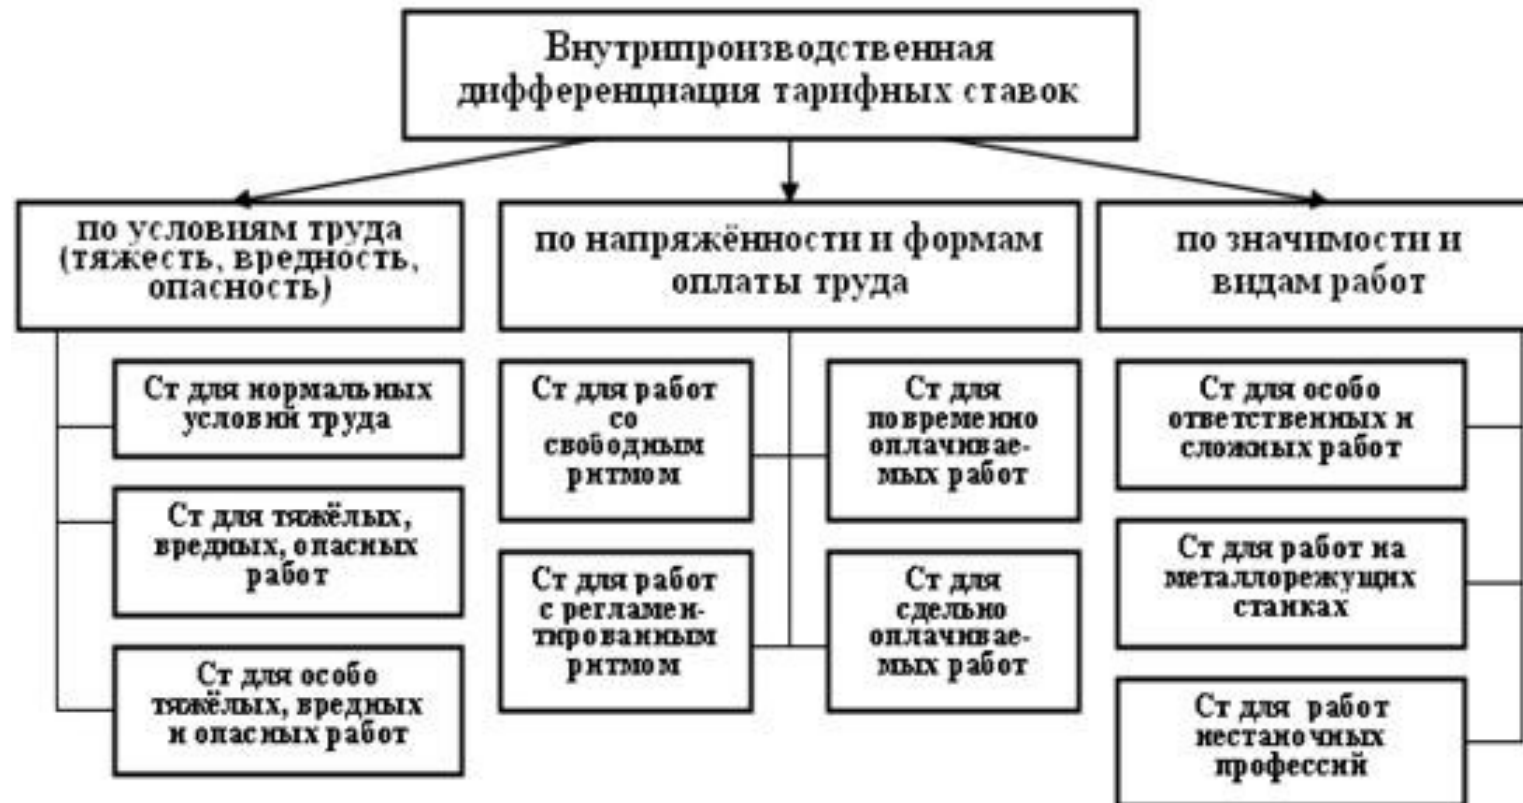 Внутрипроизводственная
дифференциация тарифных ставок
по условиям труда
(тяжесть, вредность,
опасность)
Ст для нормальных
условий труда
Ст для тяжёлых,
вредных, опасных
работ
Ст для особо
тяжёлых, вредных
и опасных работ
по напряжённости и формам
оплаты труда
Ст для работ
со
свободным
ритмом
Ст для
повременно
оплачивае-
мых работ
Ст для работ
с регламен-
тированным
ритмом
Ст для
сдельно
оплачивае-
мых работ
по значимости и
видам работ
Ст для особо
ответственных и
сложных работ
Ст для работ на
металлорежущих
станках
Ст для работ
нестаночных
профессий